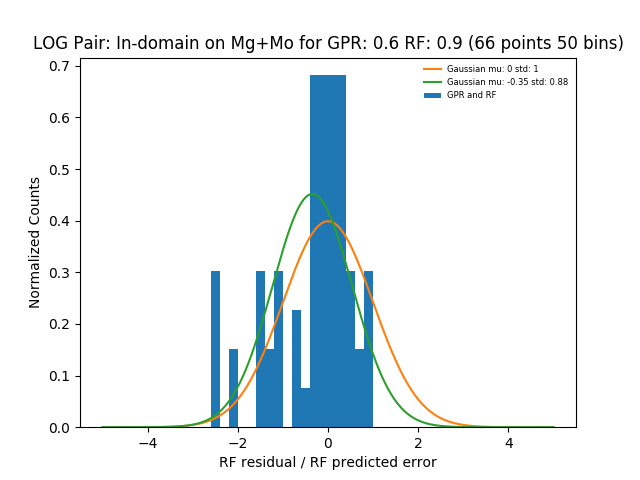 LOG Pair: In-domain on Mg+Mo for GPR: 0.6 RF: 0.9 (66 points 50 bins)
Gaussian mu: 0 std: 1
Gaussian mu: -0.35 std: 0.88
GPR and RF
Normalized Counts
0.7
0.6
0.5
0.4
0.3
0.2
0.1
0.0
−4 −2 0 2 4
RF residual / RF predicted error